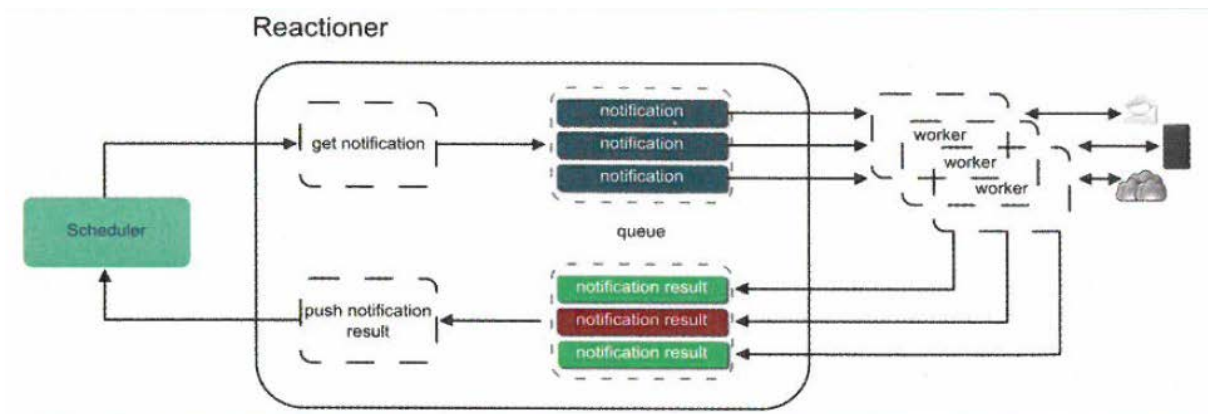 Reactioner
get notification
notification
notification
notification
worker
worker
worker
Scheduler
queue
push notification
result
notification result
notification result
notification result